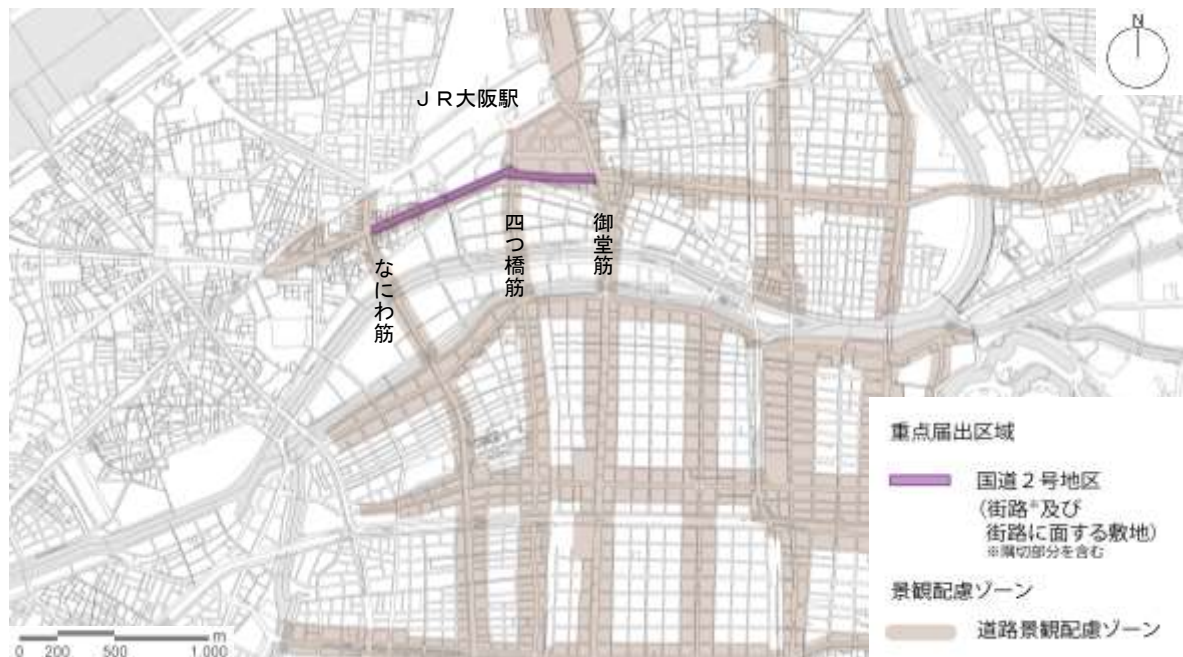 N
ＪＲ大阪駅
御堂筋
四つ橋筋
なにわ筋
重点届出区域
国道２号地区
(街路※及び
街路に面する敷地)
※隅切部分を含む
景観配慮ゾーン
道路景観配慮ゾーン
m
0 200 500 1,000